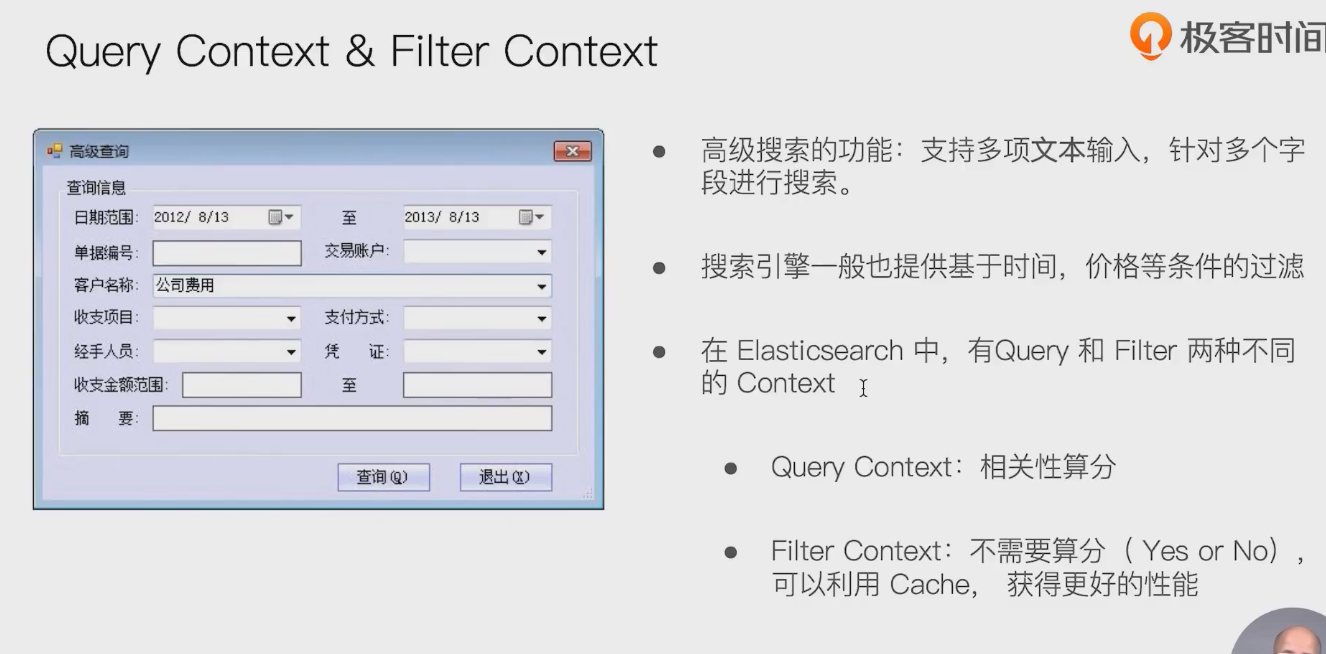 Query Context & Filter Context
极客时间
高级查询
查询信息
日期范围: 2012/ 8/13 至 2013/ 8/13
单据编号: 交易账户:
客户名称: 公司费用
收支项目: 支付方式:
经手人员: 凭 证:
收支金额范围: 至
摘 要:
查询(Q) 退出(X)
高级搜索的功能：支持多项文本输入，针对多个字
段进行搜索。
搜索引擎一般也提供基于时间，价格等条件的过滤
在 Elasticsearch 中，有Query 和 Filter 两种不同
的 Context
Query Context：相关性算分
Filter Context：不需要算分（ Yes or No），
可以利用 Cache， 获得更好的性能